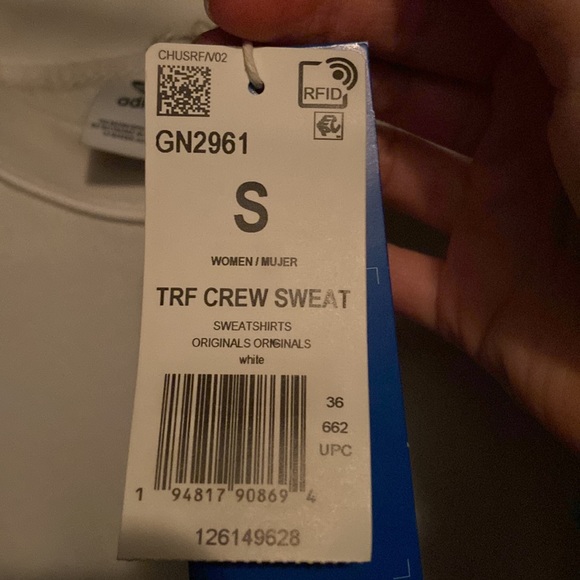 CHUSRF/V02
RFID
adi
GN2961
S
WOMEN / MUJER
TRF CREW SWEAT
SWEATSHIRTS
ORIGINALS ORIGINALS
white
36
662
UPC
1 94817 90869 4
126149628